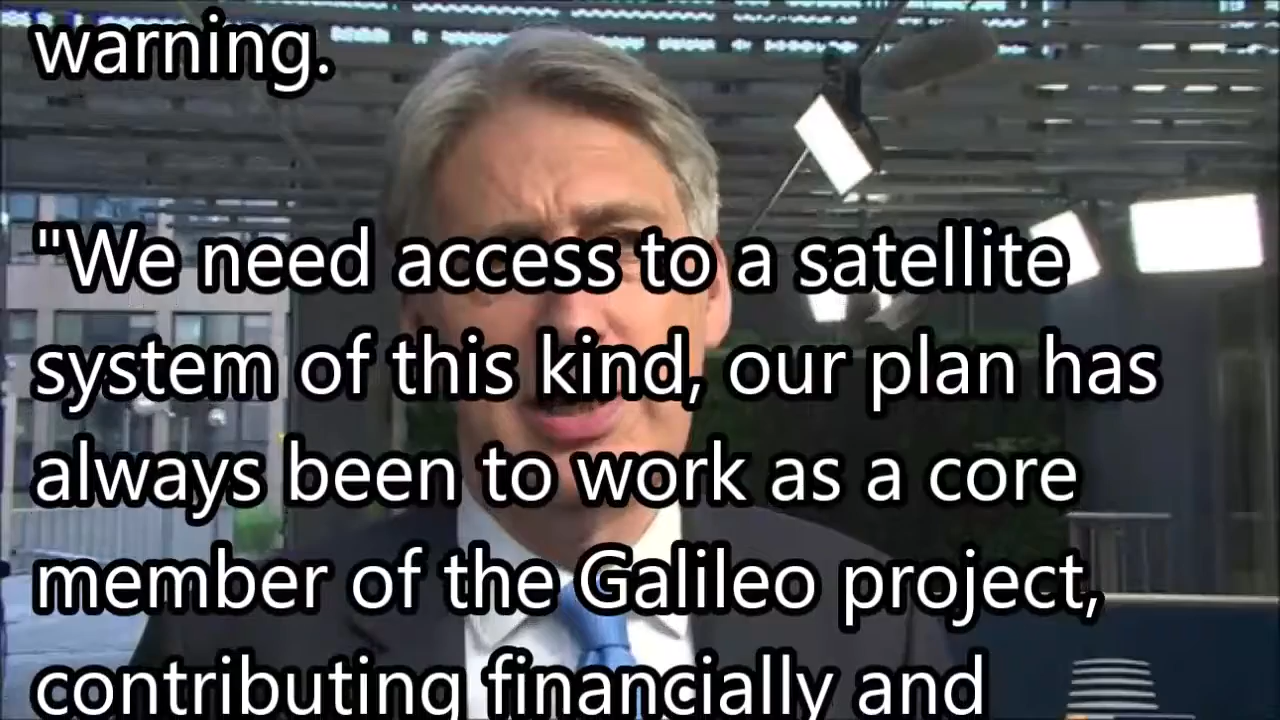 warning.
"We need access to a satellite
system of this kind, our plan has
always been to work as a core
member of the Galileo project,
contributing financially and